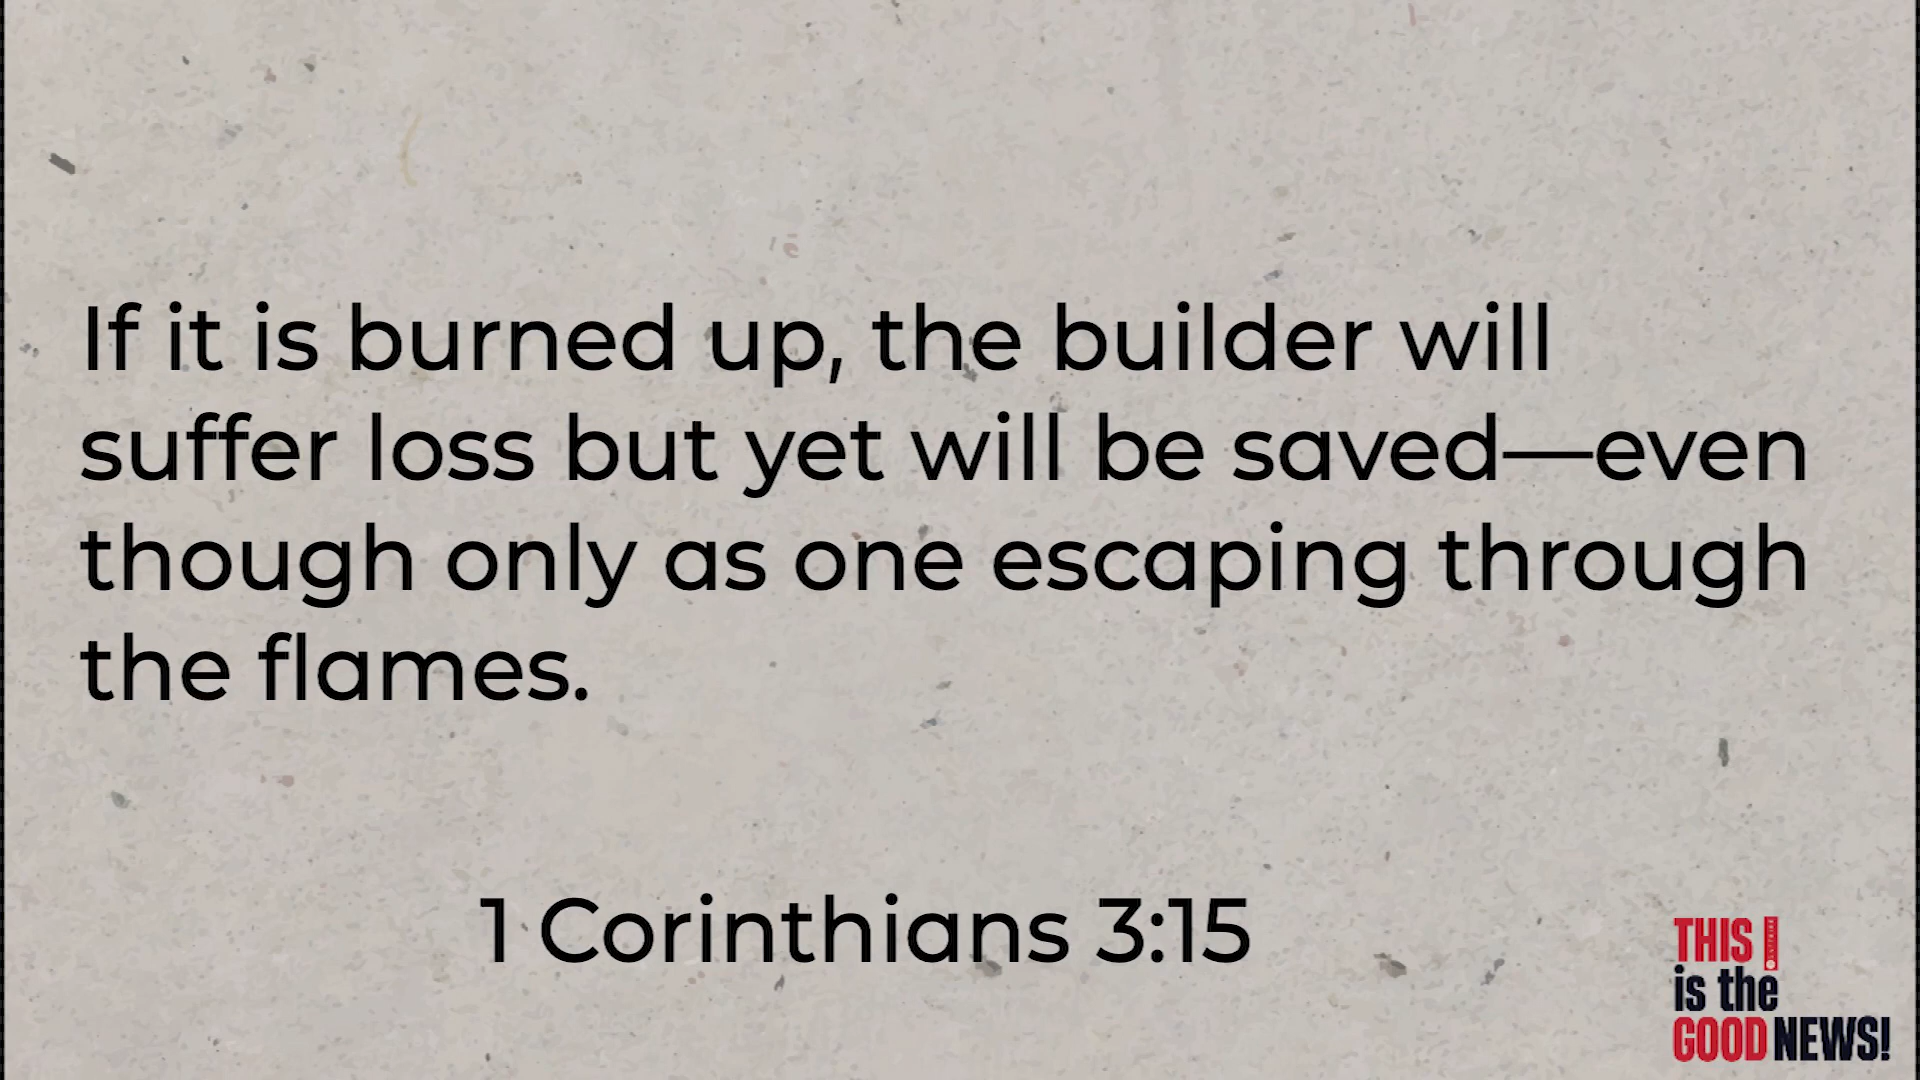 If it is burned up, the builder will
suffer loss but yet will be saved—even
though only as one escaping through
the flames.
1 Corinthians 3:15
THIS
is the
GOOD NEWS!